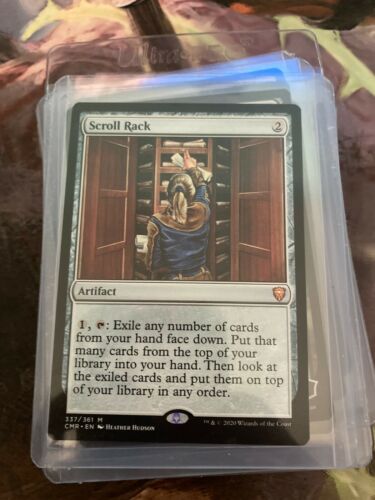 Ultra PRO
Scroll Rack
2
Artifact
1, T: Exile any number of cards
from your hand face down. Put that
many cards from the top of your
library into your hand. Then look at
the exiled cards and put them on top
of your library in any order.
337/361 M
CMR • EN HEATHER HUDSON
™ & © 2020 Wizards of the Coast